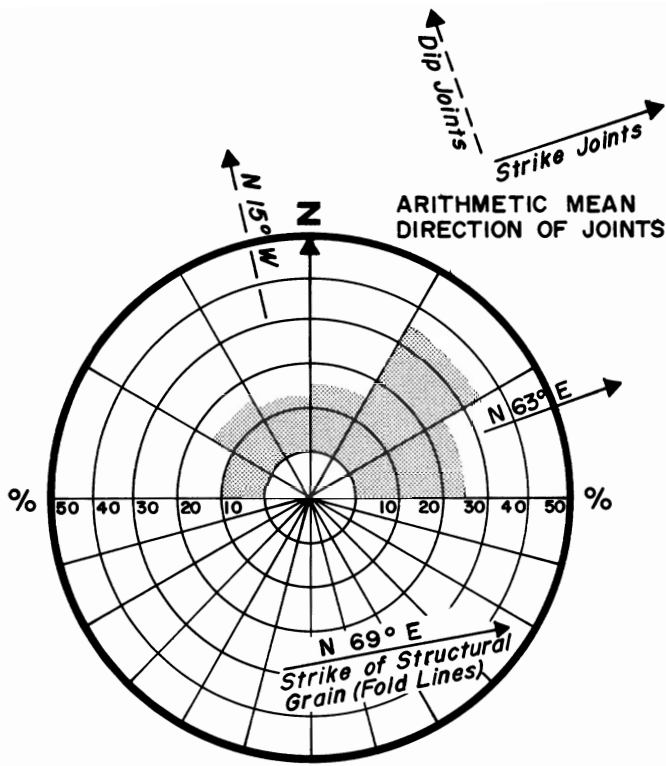 Dip Joints
Strike Joints
ARITHMETIC MEAN
DIRECTION OF JOINTS
N 15° W
N
N 63° E
% 50 40 30 20 10 10 20 30 40 50 %
N 69° E
Strike of Structural
Grain (Fold Lines)